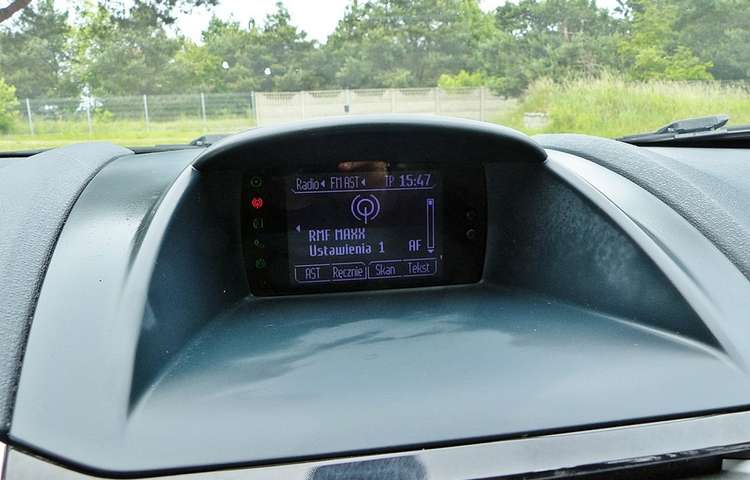 Radio FM AST TP 15:47
RMF MAXX
Ustawienia 1 AF
AST Ręcznie Skan Tekst